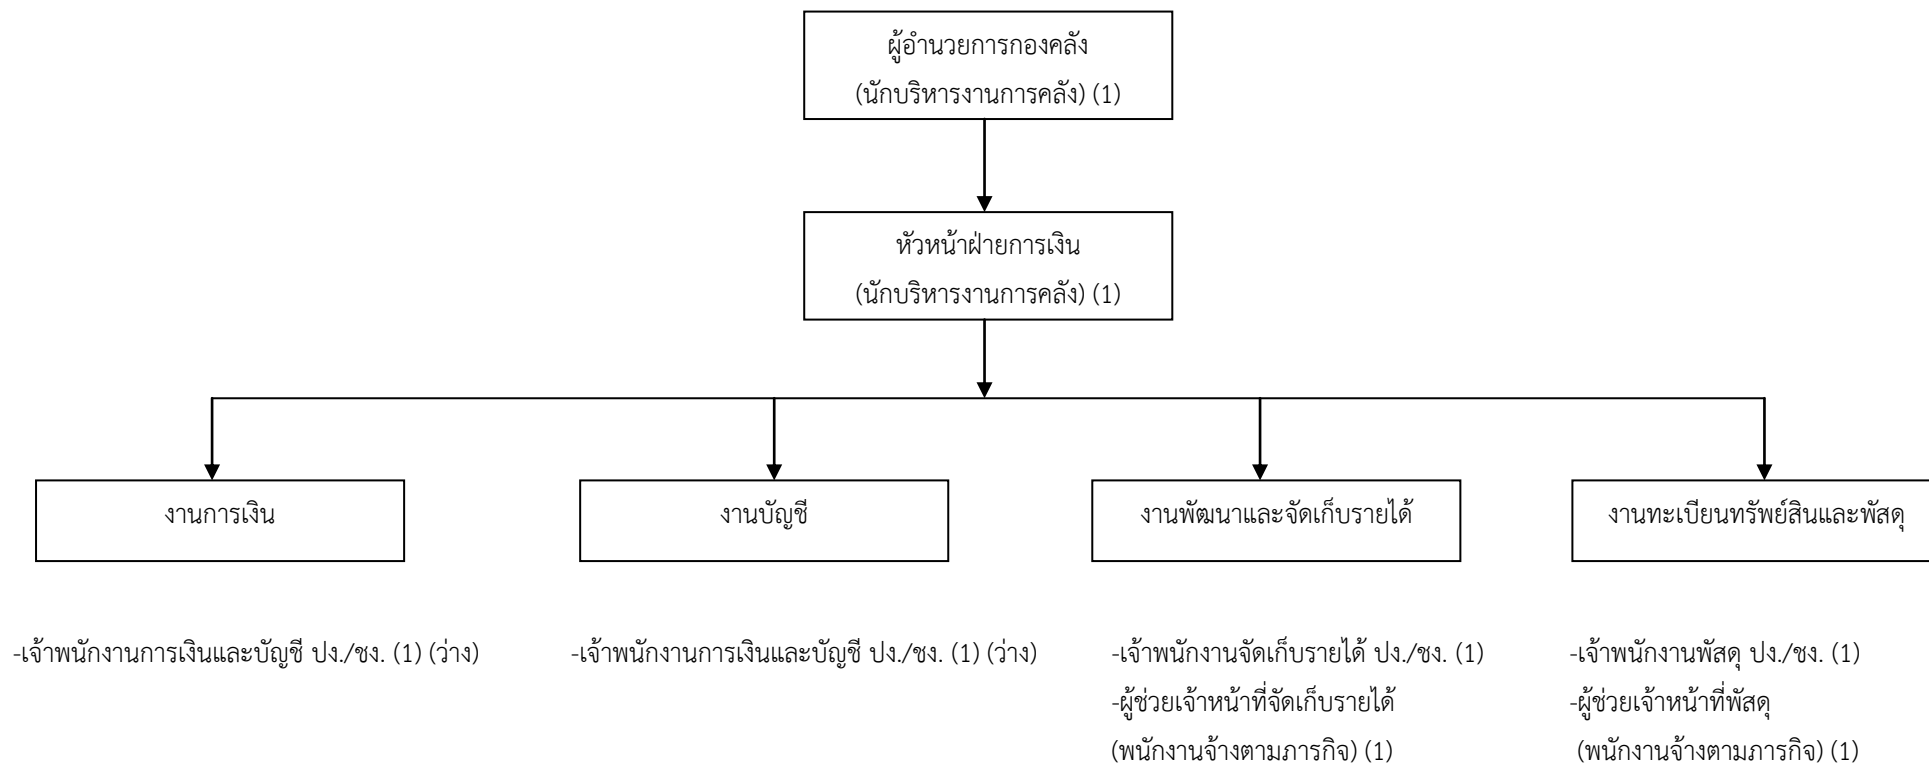 ผู้อำนวยการกองคลัง
(นักบริหารงานการคลัง) (1)
หัวหน้าฝ่ายการเงิน
(นักบริหารงานการคลัง) (1)
งานการเงิน
งานบัญชี
งานพัฒนาและจัดเก็บรายได้
งานทะเบียนทรัพย์สินและพัสดุ
-เจ้าพนักงานการเงินและบัญชี ปง./ชง. (1) (ว่าง)
-เจ้าพนักงานการเงินและบัญชี ปง./ชง. (1) (ว่าง)
-เจ้าพนักงานจัดเก็บรายได้ ปง./ชง. (1)
-ผู้ช่วยเจ้าหน้าที่จัดเก็บรายได้
(พนักงานจ้างตามภารกิจ) (1)
-เจ้าพนักงานพัสดุ ปง./ชง. (1)
-ผู้ช่วยเจ้าหน้าที่พัสดุ
(พนักงานจ้างตามภารกิจ) (1)